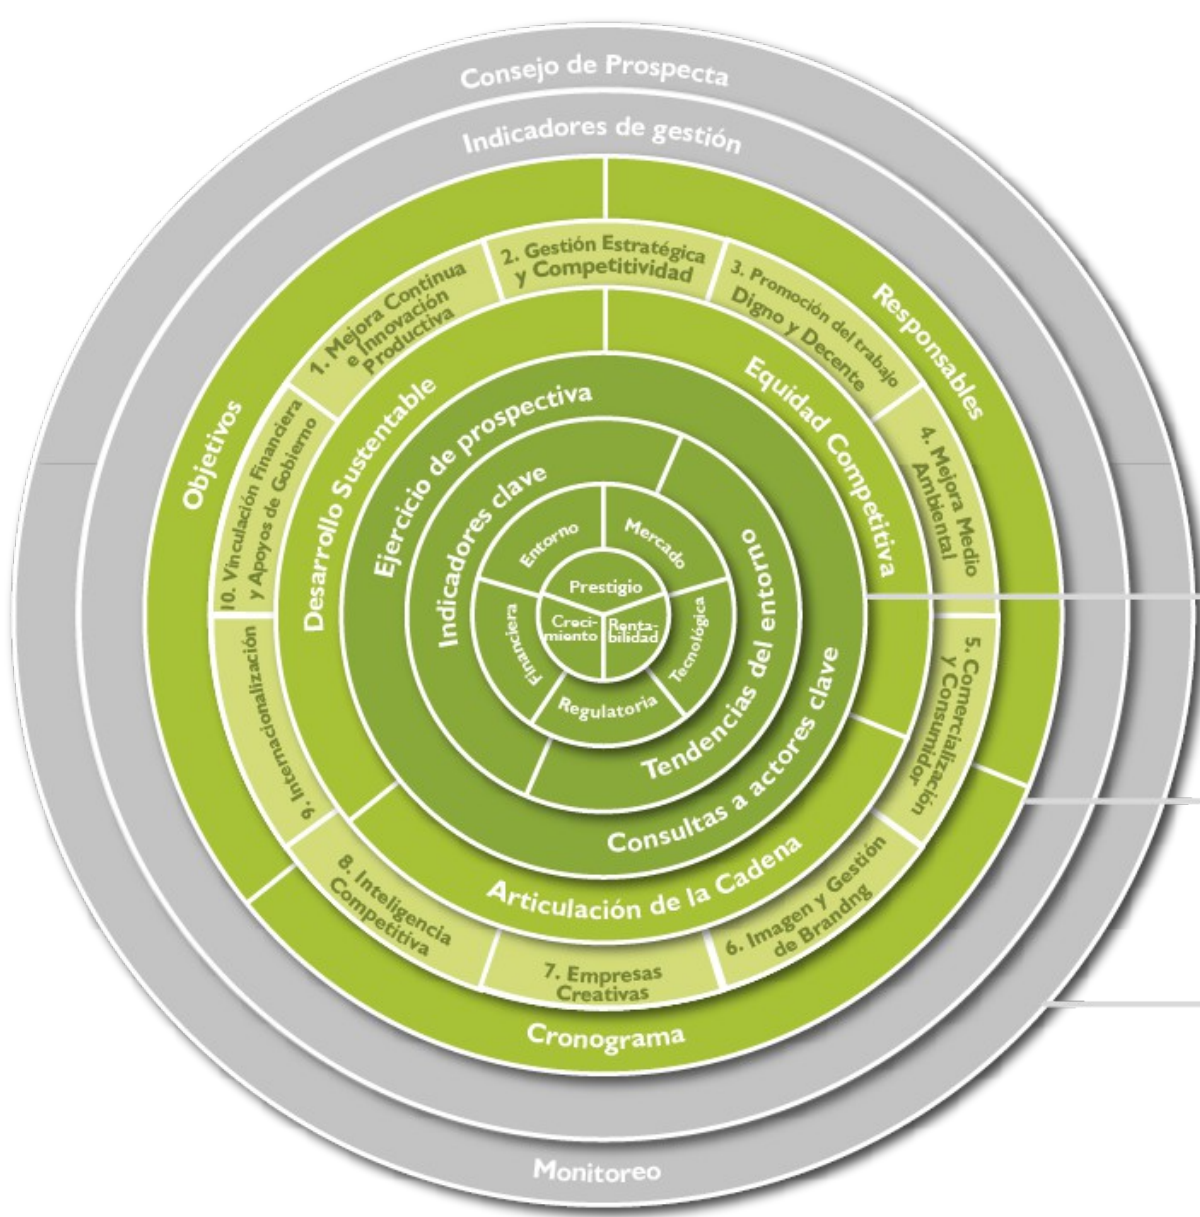 Consejo de Prospecta
Indicadores de gestión
Objetivos
Responsables
Cronograma
1. Mejora Continua
e Innovación
Productiva
2. Gestión Estratégica
y Competitividad
3. Promoción del trabajo
Digno y Decente
4. Mejora Medio
Ambiental
5. Comercialización
y Consumidor
6. Imagen y Gestión
de Brandng
7. Empresas
Creativas
8. Inteligencia
Competitiva
9. Internacionalización
10. Vinculación Financiera
y Apoyos de Gobierno
Desarrollo Sustentable
Equidad Competitiva
Articulación de la Cadena
Ejercicio de prospectiva
Consultas a actores clave
Indicadores clave
Tendencias del entorno
Entorno
Mercado
Tecnológica
Regulatoria
Financiera
Prestigio
Creci-
miento
Renta-
bilidad
Monitoreo